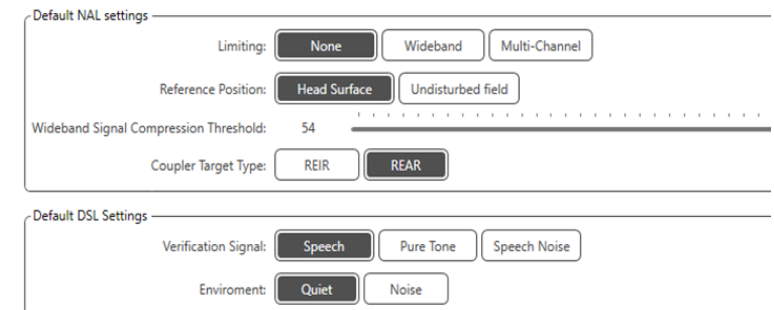 Default NAL settings
Limiting: None Wideband Multi-Channel
Reference Position: Head Surface Undisturbed field
Wideband Signal Compression Threshold: 54
Coupler Target Type: REIR REAR
Default DSL Settings
Verification Signal: Speech Pure Tone Speech Noise
Enviroment: Quiet Noise